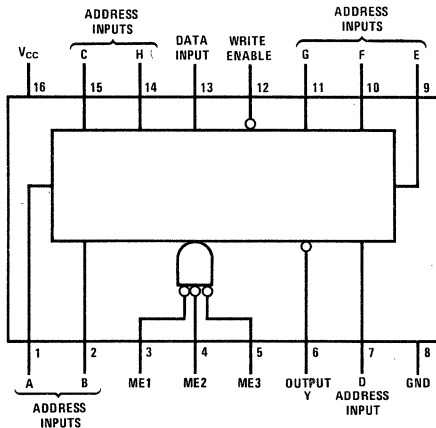 ADDRESS INPUTS
ADDRESS INPUTS
DATA INPUT
WRITE ENABLE
VCC
C
H
G
F
E
16
15
14
13
12
11
10
9
1
2
3
4
5
6
7
8
A
B
ME1
ME2
ME3
OUTPUT Y
D ADDRESS INPUT
GND
ADDRESS INPUTS